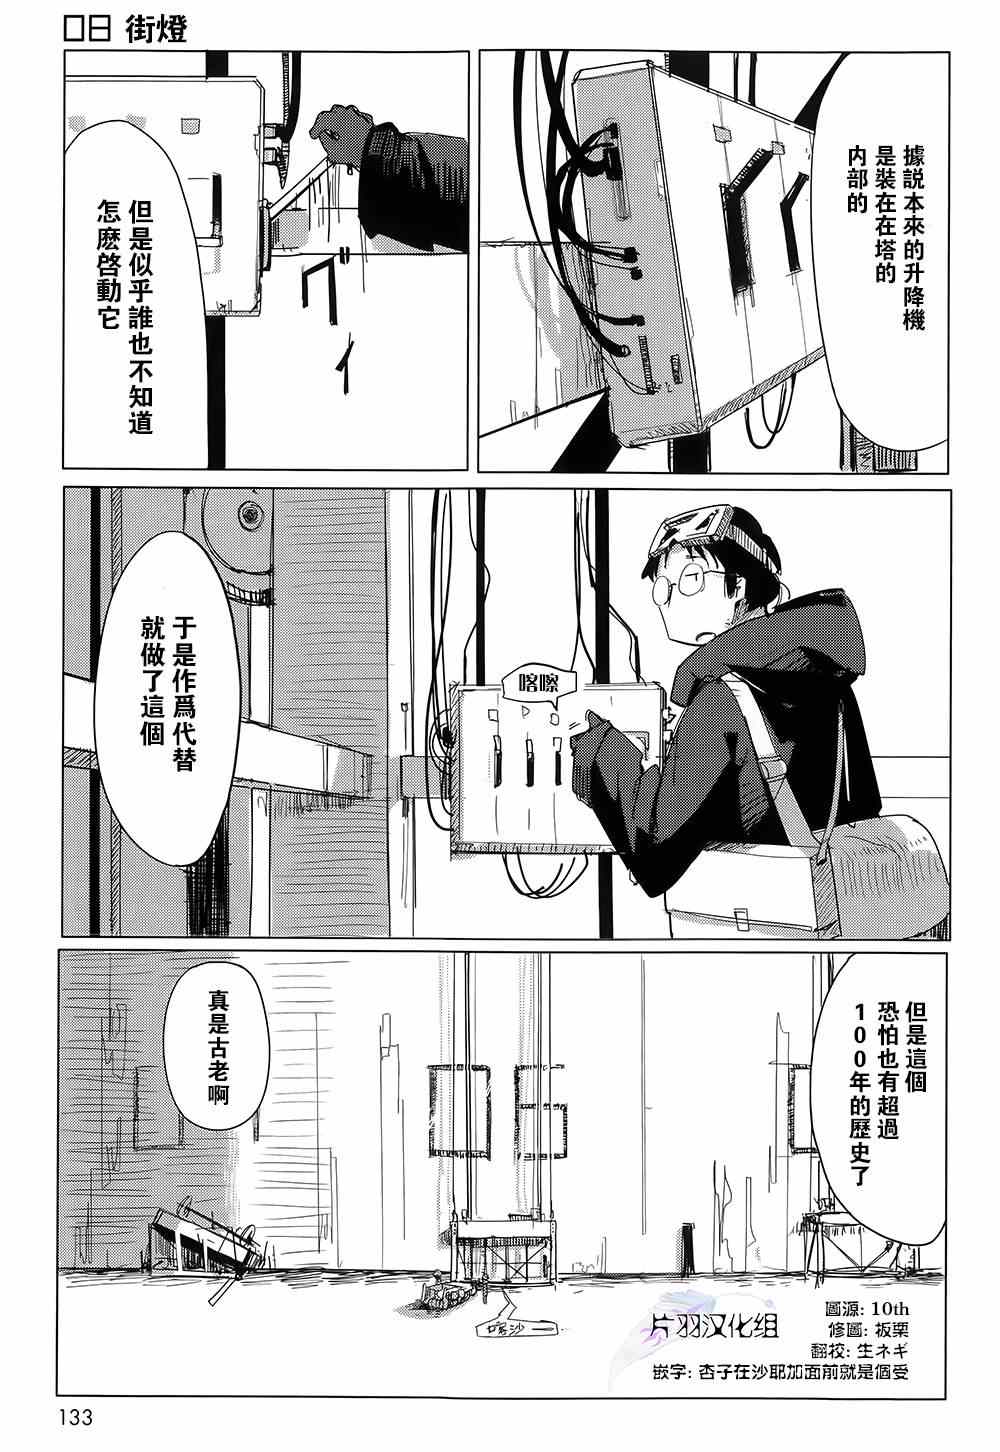 08 街燈
據説本來的升降機
是裝在在塔的
内部的
但是似乎誰也不知道
怎麽啓動它
于是作爲代替
就做了這個
喀嚓
但是這個
恐怕也有超過
100年的歷史了
真是古老啊
片羽汉化组
圖源: 10th
修圖: 板栗
翻校: 生ネギ
嵌字: 杏子在沙耶加面前就是個受
133